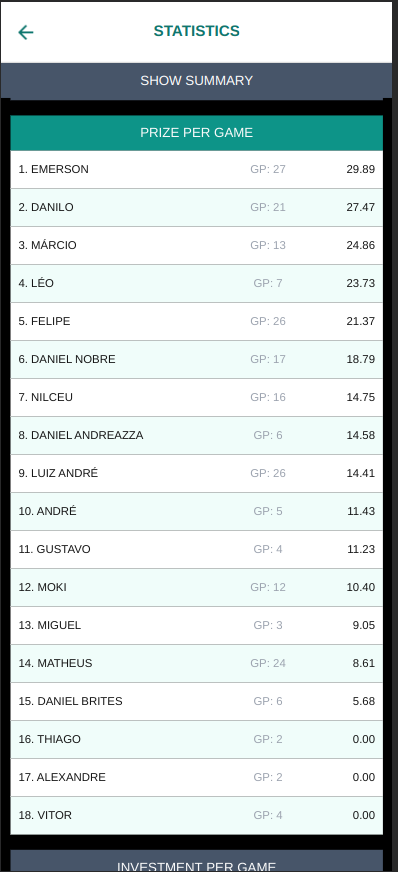 STATISTICS
SHOW SUMMARY
PRIZE PER GAME
1. EMERSON GP: 27 29.89
2. DANILO GP: 21 27.47
3. MÁRCIO GP: 13 24.86
4. LÉO GP: 7 23.73
5. FELIPE GP: 26 21.37
6. DANIEL NOBRE GP: 17 18.79
7. NILCEU GP: 16 14.75
8. DANIEL ANDREAZZA GP: 6 14.58
9. LUIZ ANDRÉ GP: 26 14.41
10. ANDRÉ GP: 5 11.43
11. GUSTAVO GP: 4 11.23
12. MOKI GP: 12 10.40
13. MIGUEL GP: 3 9.05
14. MATHEUS GP: 24 8.61
15. DANIEL BRITES GP: 6 5.68
16. THIAGO GP: 2 0.00
17. ALEXANDRE GP: 2 0.00
18. VITOR GP: 4 0.00
INVESTMENT PER GAME